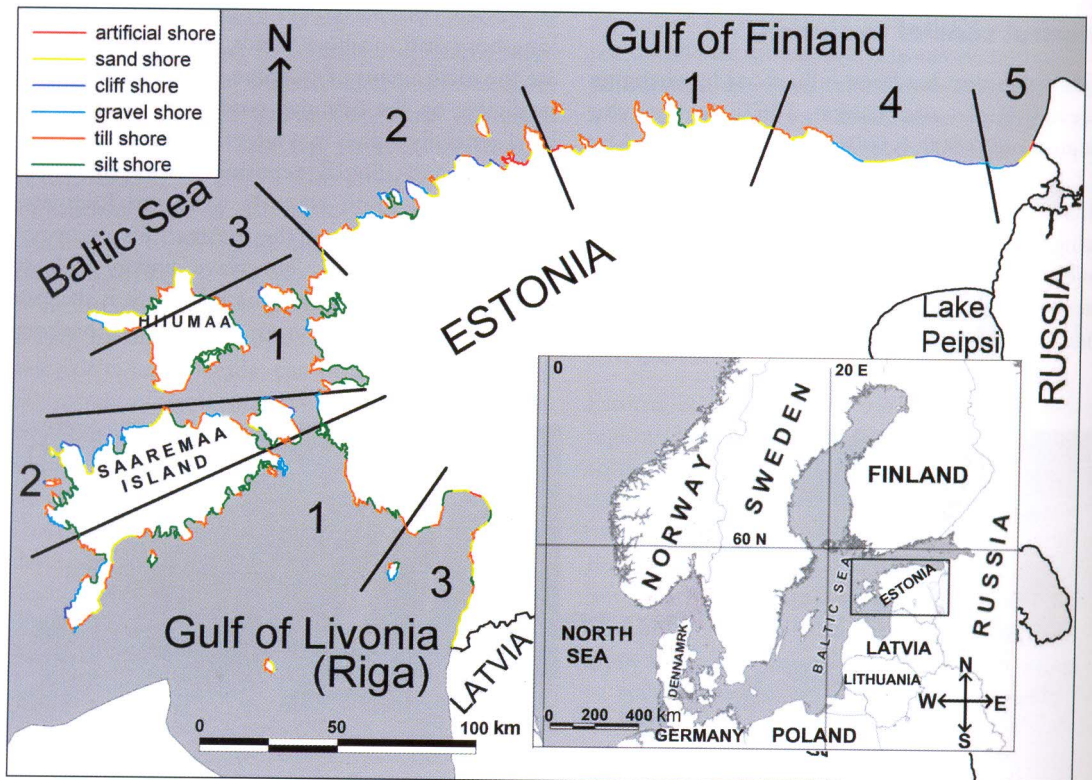 artificial shore
sand shore
cliff shore
gravel shore
till shore
silt shore
N
Gulf of Finland
1
5
2
4
Baltic Sea
3
ESTONIA
HIIUMAA
1
Lake
Peipsi
RUSSIA
SAAREMAA
ISLAND
2
1
3
Gulf of Livonia
(Riga)
LATVIA
0 50 100 km
0
20 E
NORWAY
SWEDEN
FINLAND
60 N
BALTIC SEA
ESTONIA
RUSSIA
NORTH
SEA
DENNAMRK
LATVIA
LITHUANIA
N
W E
S
0 200 400 km
GERMANY
POLAND